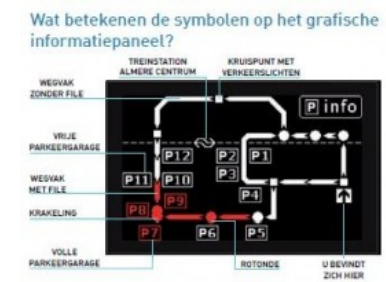 Wat betekenen de symbolen op het grafische
informatiepaneel?
TREINSTATION
ALMERE CENTRUM
KRUISPUNT MET
VERKEERSLICHTEN
WEGVAK
ZONDER FILE
P info
VRIJE
PARKEERGARAGE
P12
P2
P1
P11
P10
P3
WEGVAK
MET FILE
P9
P4
KRAKELING
P8
P7
P6
P5
VOLLE
PARKEERGARAGE
ROTONDE
U BEVINDT
ZICH HIER